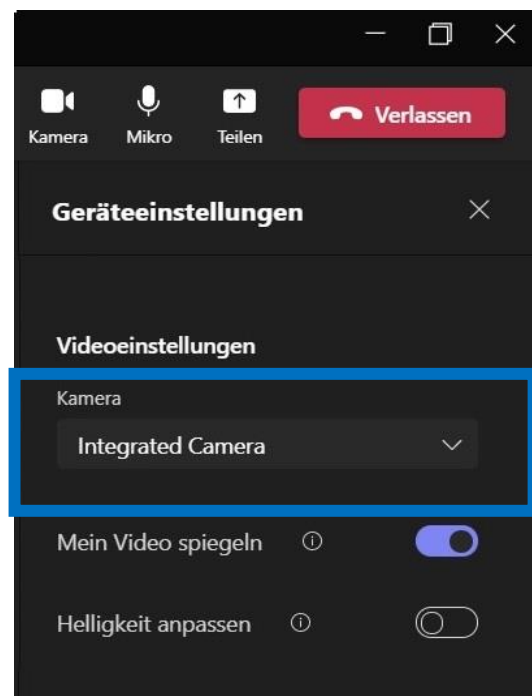 Kamera Mikro Teilen Verlassen
Geräteeinstellungen
Videoeinstellungen
Kamera
Integrated Camera
Mein Video spiegeln
Helligkeit anpassen